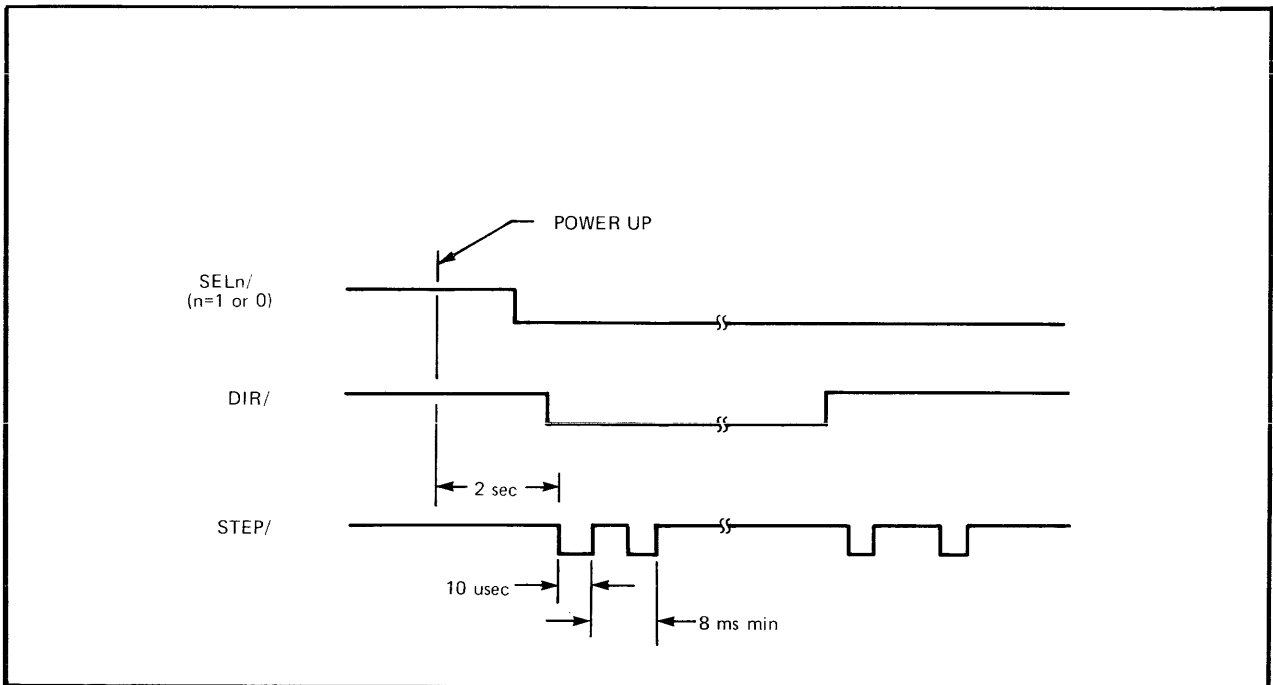 POWER UP
SELn/
(n=1 or 0)
DIR/
2 sec
STEP/
10 usec
8 ms min